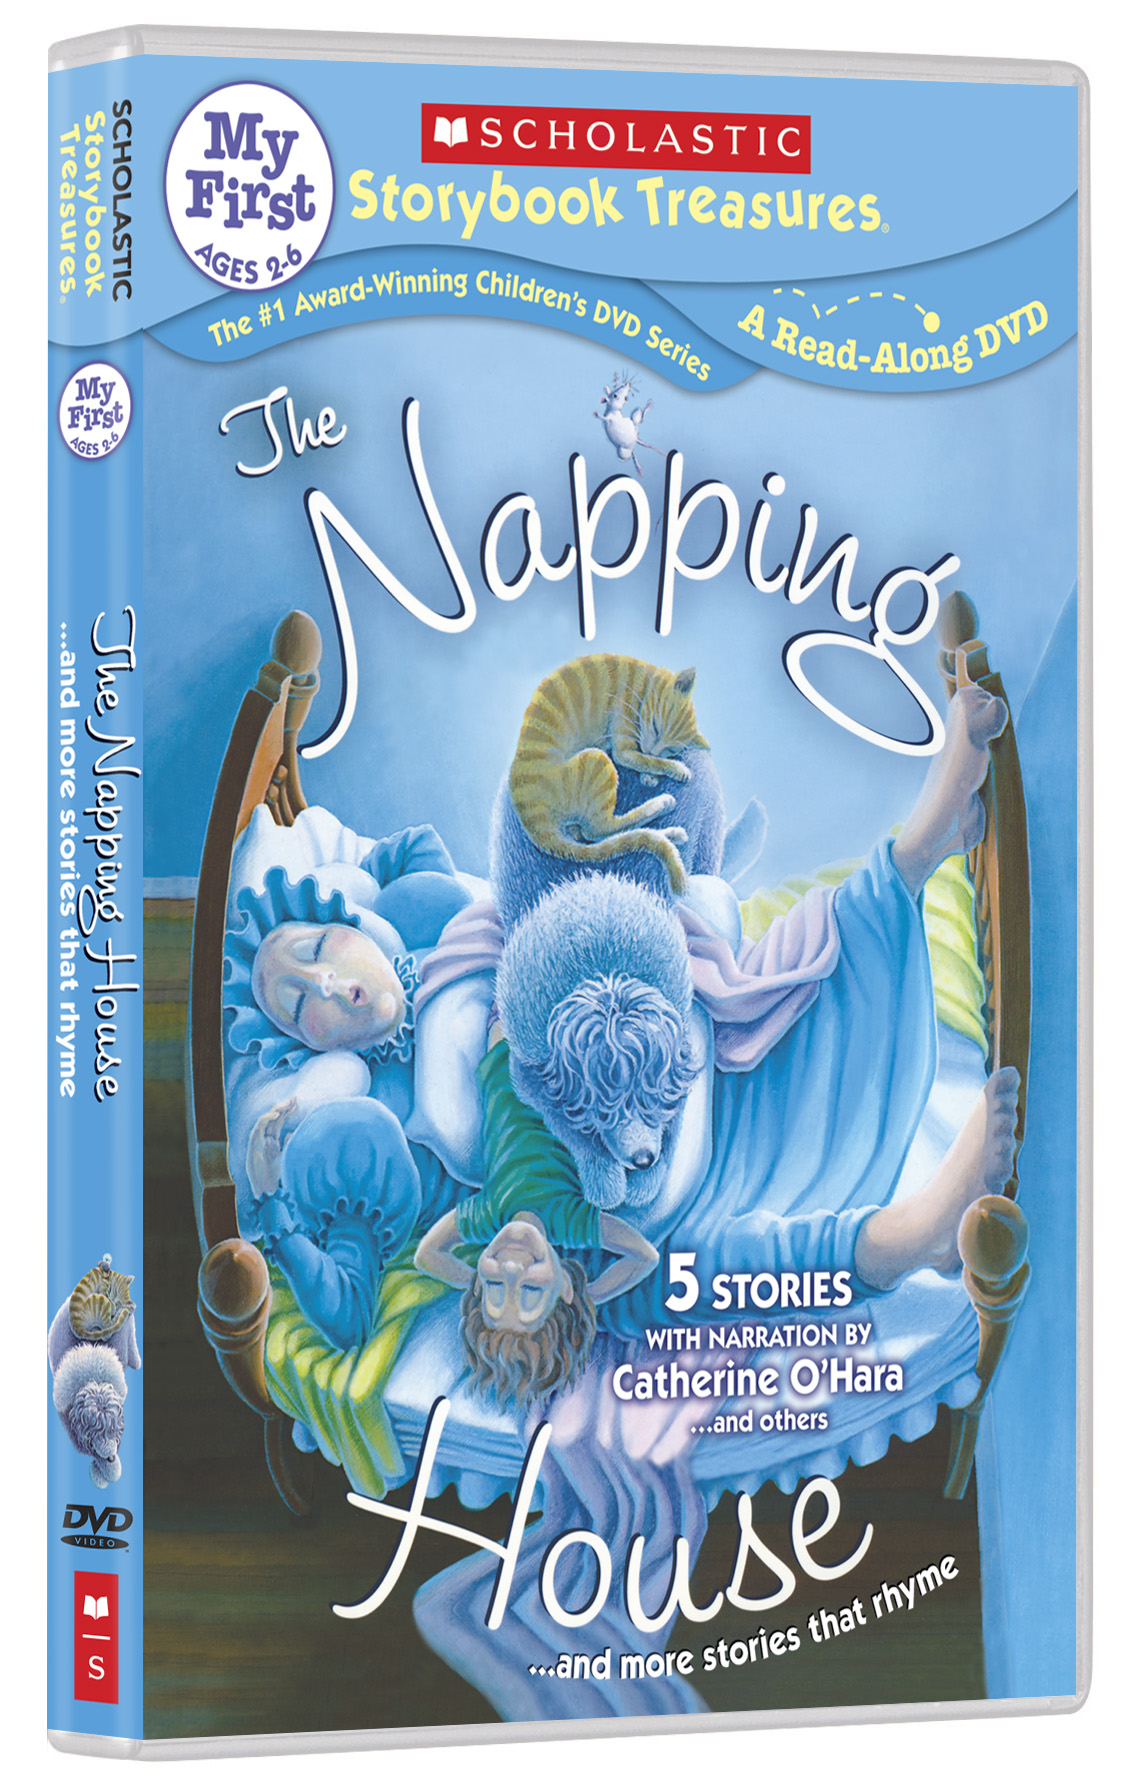 SCHOLASTIC
Storybook
Treasures®
My
First
AGES 2-6
The Napping House
...and more stories that rhyme
DVD
VIDEO
S
My
First
AGES 2-6
SCHOLASTIC
Storybook Treasures®
The #1 Award-Winning Children's DVD Series
A Read-Along DVD
The
Napping
5 STORIES
WITH NARRATION BY
Catherine O'Hara
...and others
House
...and more stories that rhyme